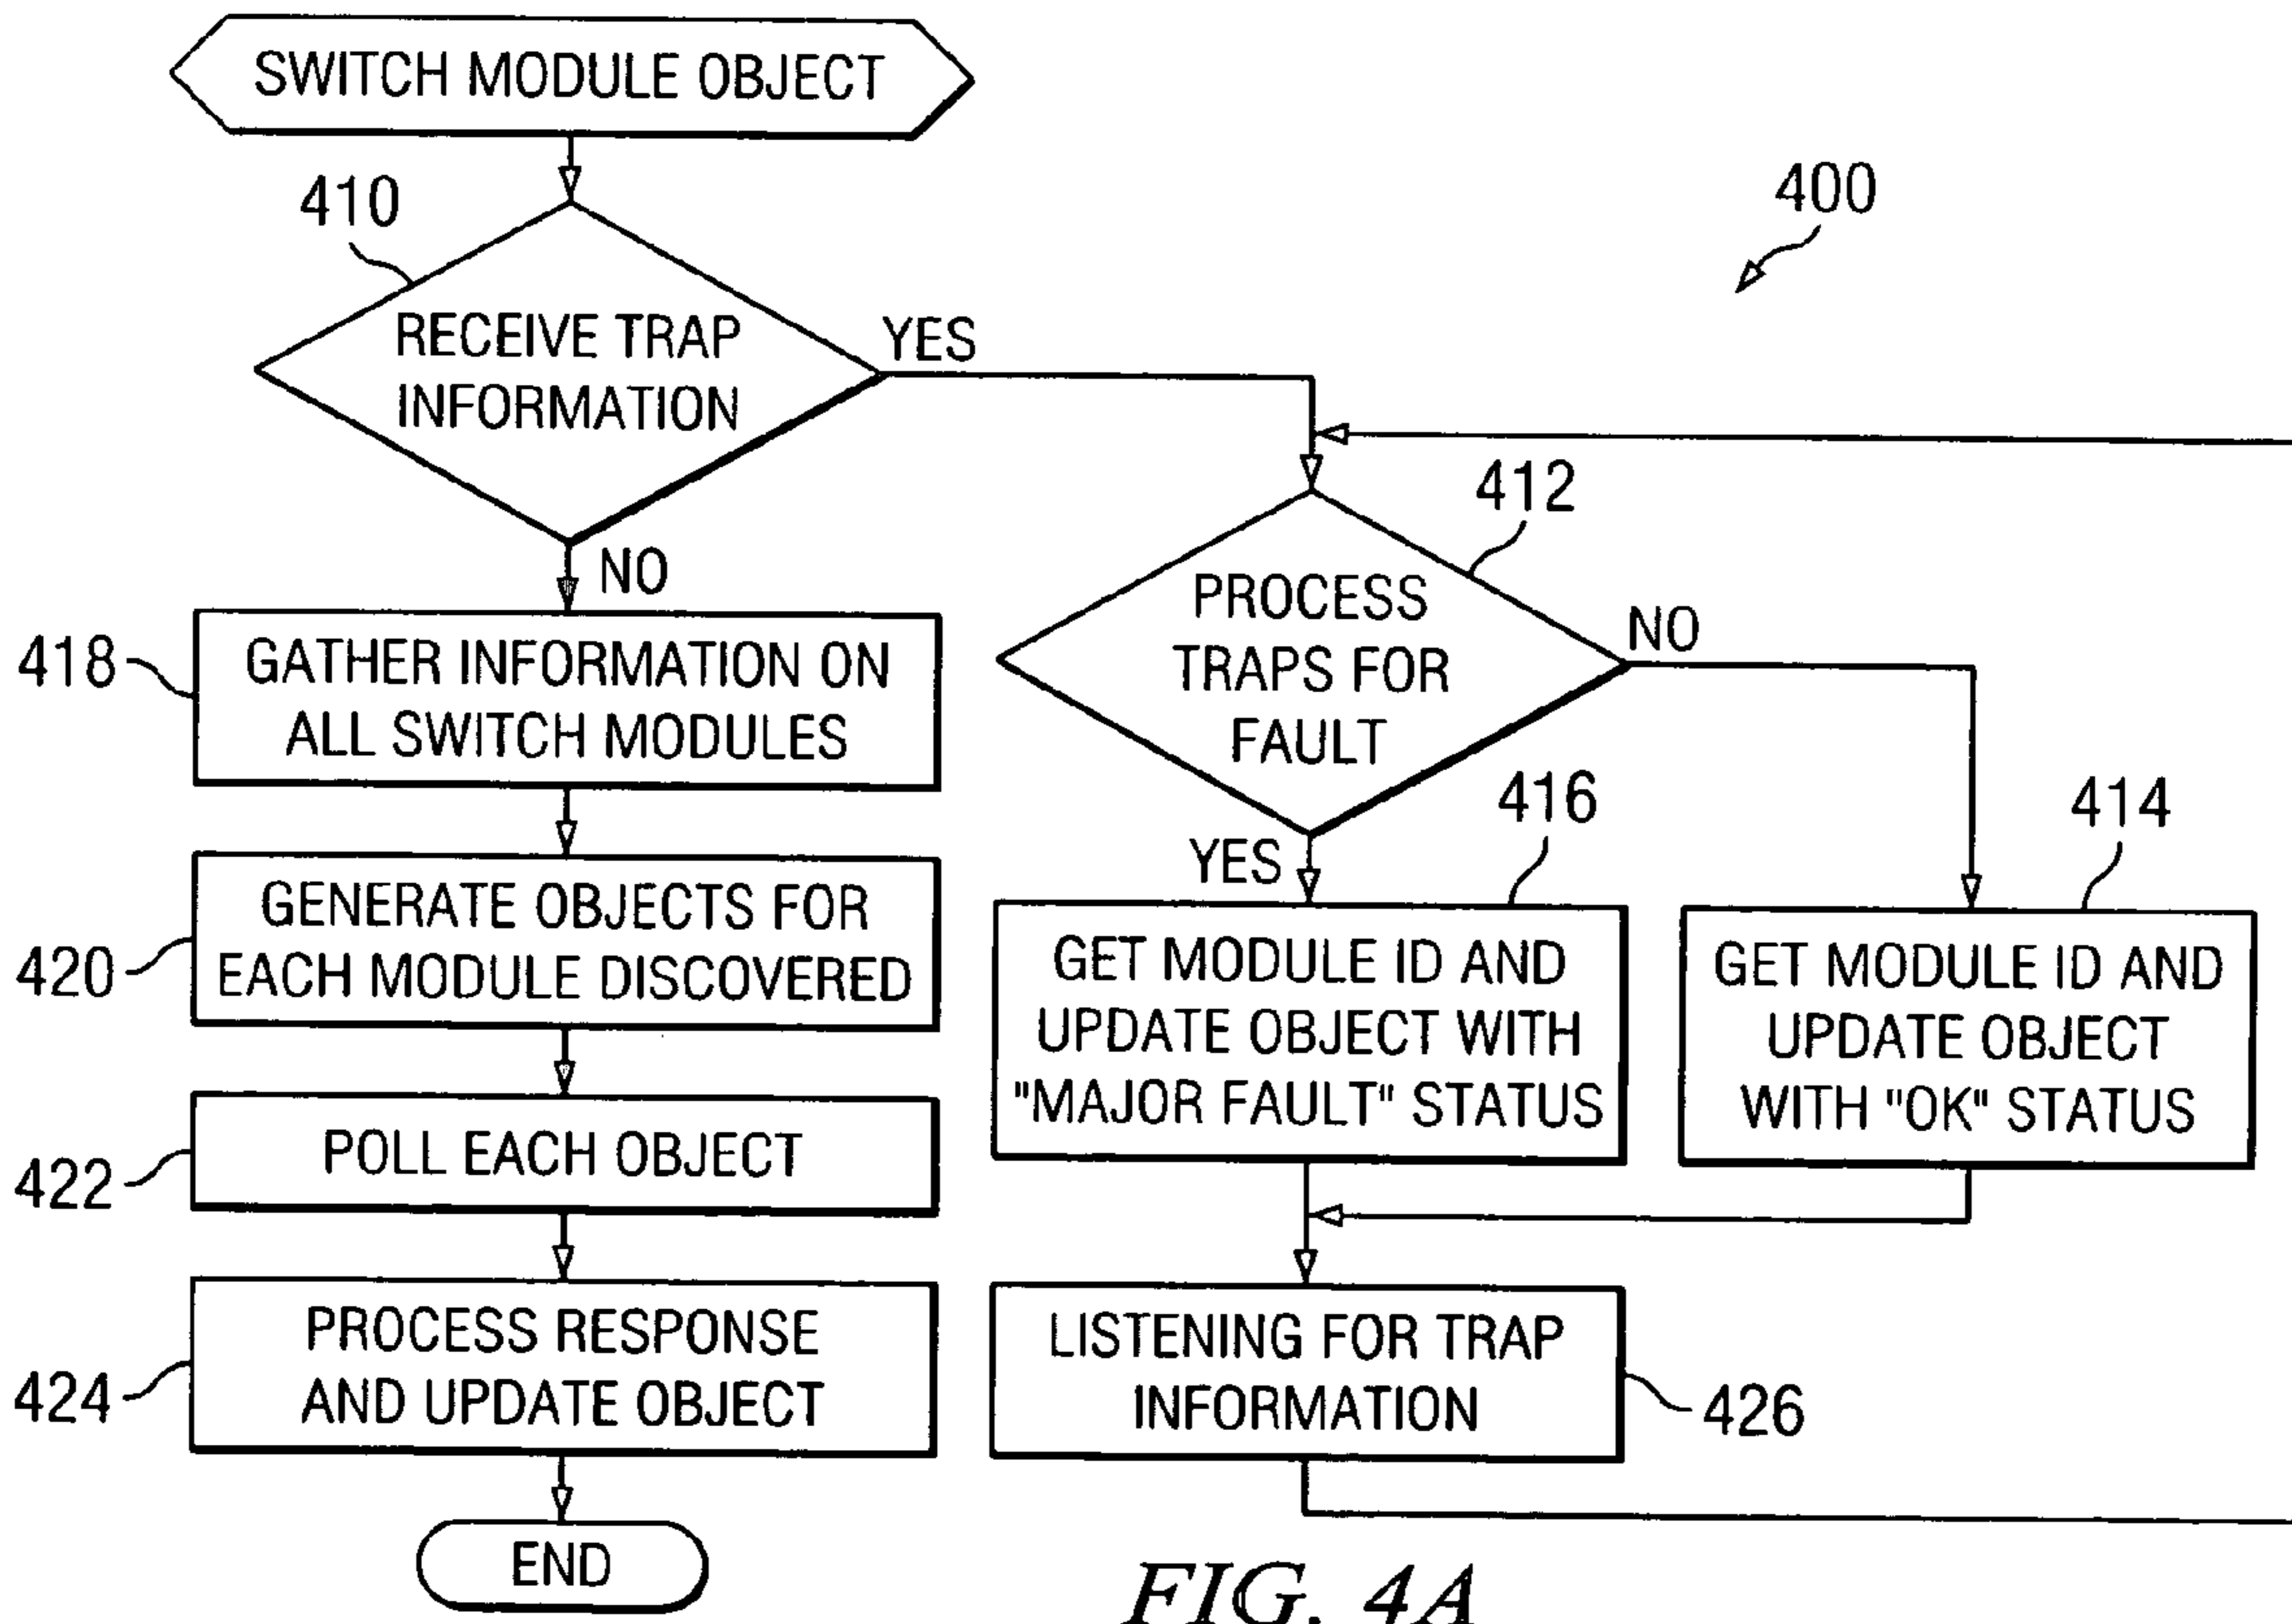 SWITCH MODULE OBJECT
410
400
RECEIVE TRAP
INFORMATION
YES
NO
412
PROCESS
TRAPS FOR
FAULT
NO
YES
418
GATHER INFORMATION ON
ALL SWITCH MODULES
416
414
420
GENERATE OBJECTS FOR
EACH MODULE DISCOVERED
GET MODULE ID AND
UPDATE OBJECT WITH
"MAJOR FAULT" STATUS
GET MODULE ID AND
UPDATE OBJECT
WITH "OK" STATUS
422
POLL EACH OBJECT
424
PROCESS RESPONSE
AND UPDATE OBJECT
LISTENING FOR TRAP
INFORMATION
426
END
FIG. 4A